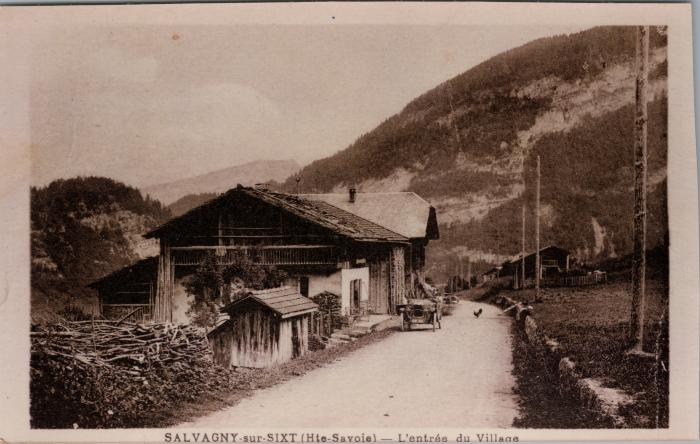 SALVAGNY-sur-SIXT (Hte-Savoie) — L'entrée du Village